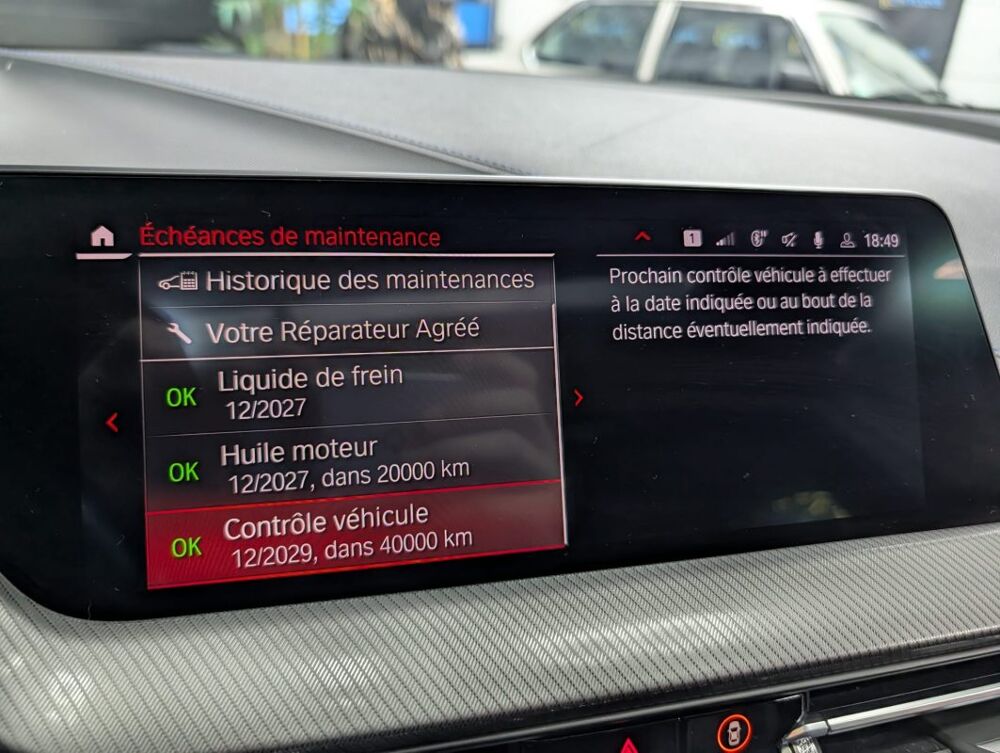 Échéances de maintenance
1
18:49
Historique des maintenances
Votre Réparateur Agréé
OK
Liquide de frein
12/2027
OK
Huile moteur
12/2027, dans 20000 km
OK
Contrôle véhicule
12/2029, dans 40000 km
Prochain contrôle véhicule à effectuer
à la date indiquée ou au bout de la
distance éventuellement indiquée.